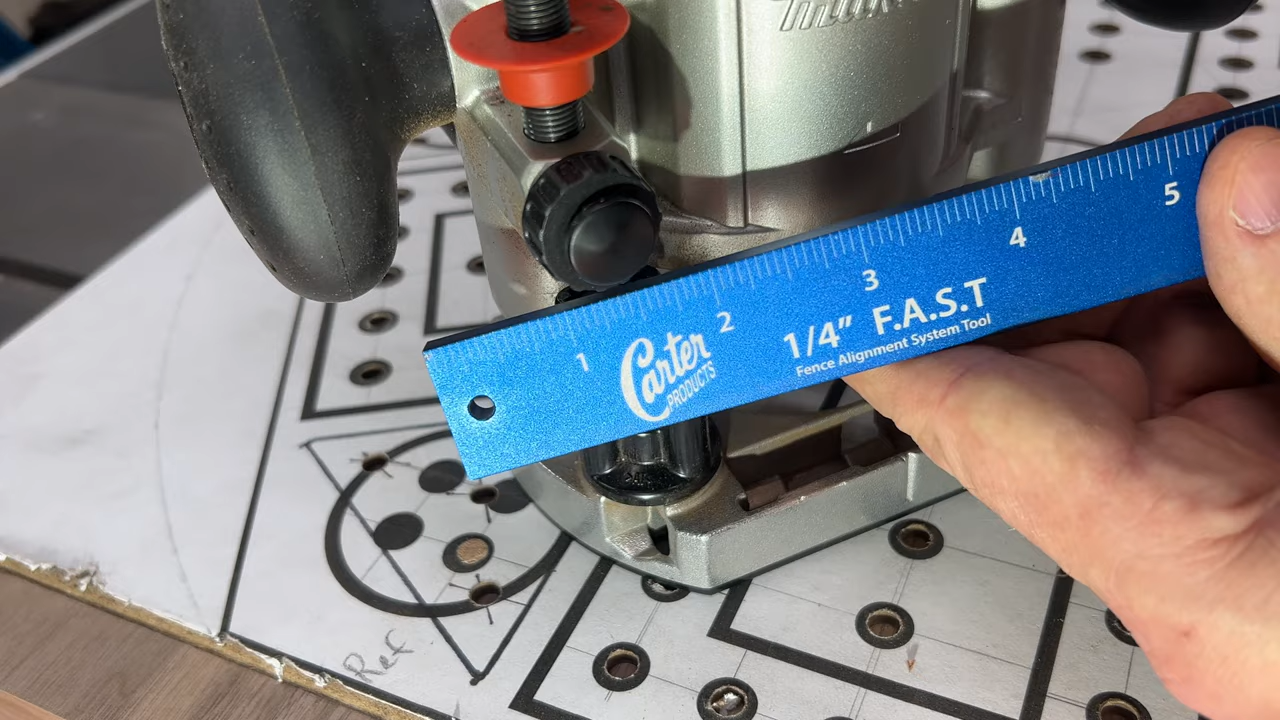 1
2
3
4
5
Carter
PRODUCTS
1/4" F.A.S.T
Fence Alignment System Tool
Ref